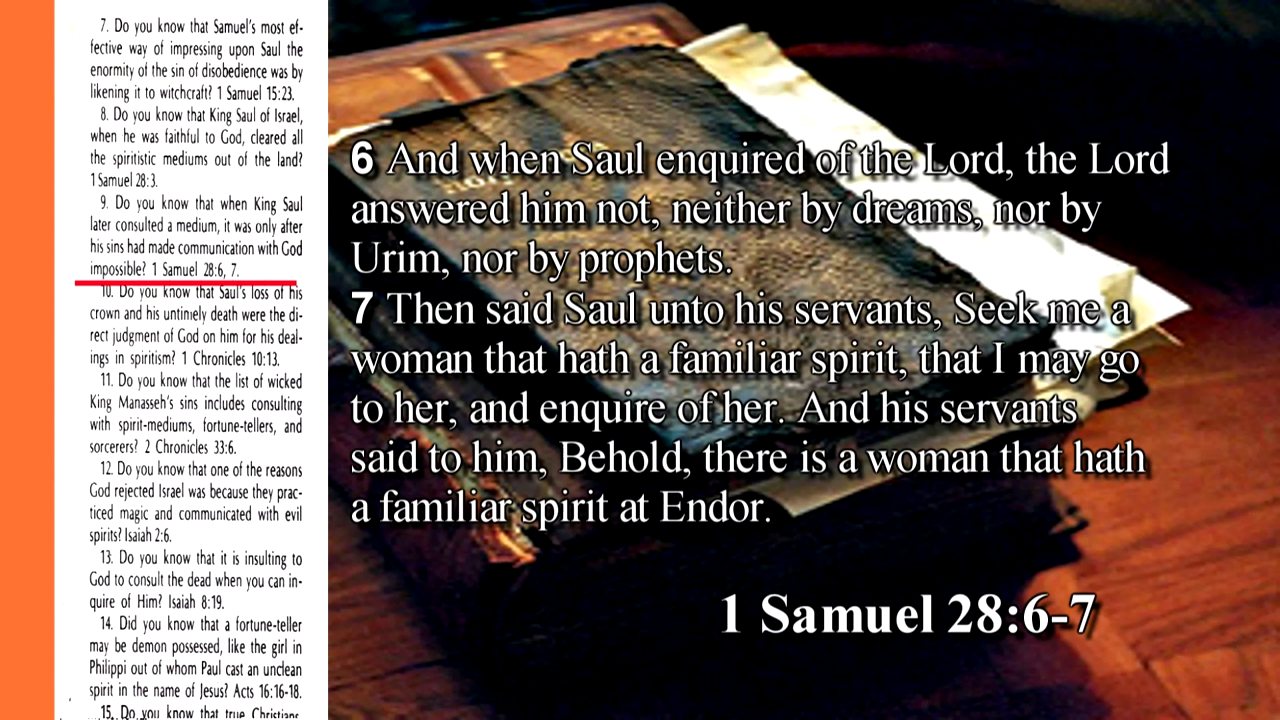 7. Do you know that Samuel's most ef-
fective way of impressing upon Saul the
enormity of the sin of disobedience was by
likening it to witchcraft? 1 Samuel 15:23.
8. Do you know that King Saul of Israel,
when he was faithful to God, cleared all
the spiritistic mediums out of the land?
1 Samuel 28:3.
9. Do you know that when King Saul
later consulted a medium, it was only after
his sins had made communication with God
impossible? 1 Samuel 28:6, 7.
10. Do you know that Saul's loss of his
crown and his untimely death were the di-
rect judgment of God on him for his deal-
ings in spiritism? 1 Chronicles 10:13.
11. Do you know that the list of wicked
King Manasseh's sins includes consulting
with spirit-mediums, fortune-tellers, and
sorcerers? 2 Chronicles 33:6.
12. Do you know that one of the reasons
God rejected Israel was because they prac-
ticed magic and communicated with evil
spirits? Isaiah 2:6.
13. Do you know that it is insulting to
God to consult the dead when you can in-
quire of Him? Isaiah 8:19.
14. Did you know that a fortune-teller
may be demon possessed, like the girl in
Philippi out of whom Paul cast an unclean
spirit in the name of Jesus? Acts 16:16-18.
15. Do you know that true Christians,
6 And when Saul enquired of the Lord, the Lord
answered him not, neither by dreams, nor by
Urim, nor by prophets.
7 Then said Saul unto his servants, Seek me a
woman that hath a familiar spirit, that I may go
to her, and enquire of her. And his servants
said to him, Behold, there is a woman that hath
a familiar spirit at Endor.
1 Samuel 28:6-7